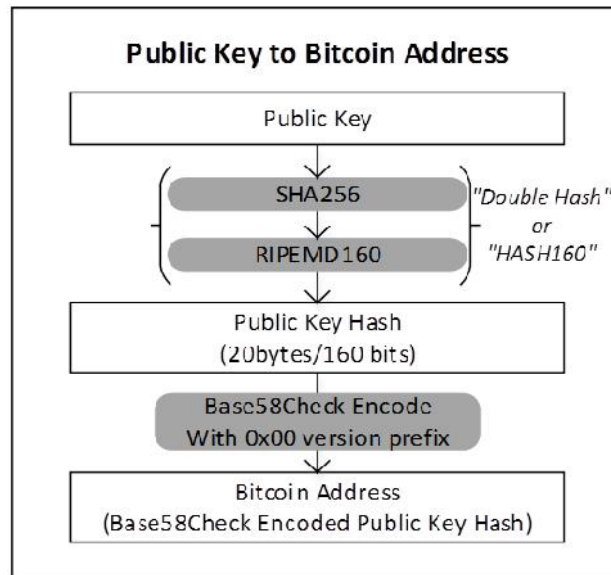 Public Key to Bitcoin Address
Public Key
SHA256
RIPEMD160
"Double Hash"
or
"HASH160"
Public Key Hash
(20bytes/160 bits)
Base58Check Encode
With 0x00 version prefix
Bitcoin Address
(Base58Check Encoded Public Key Hash)